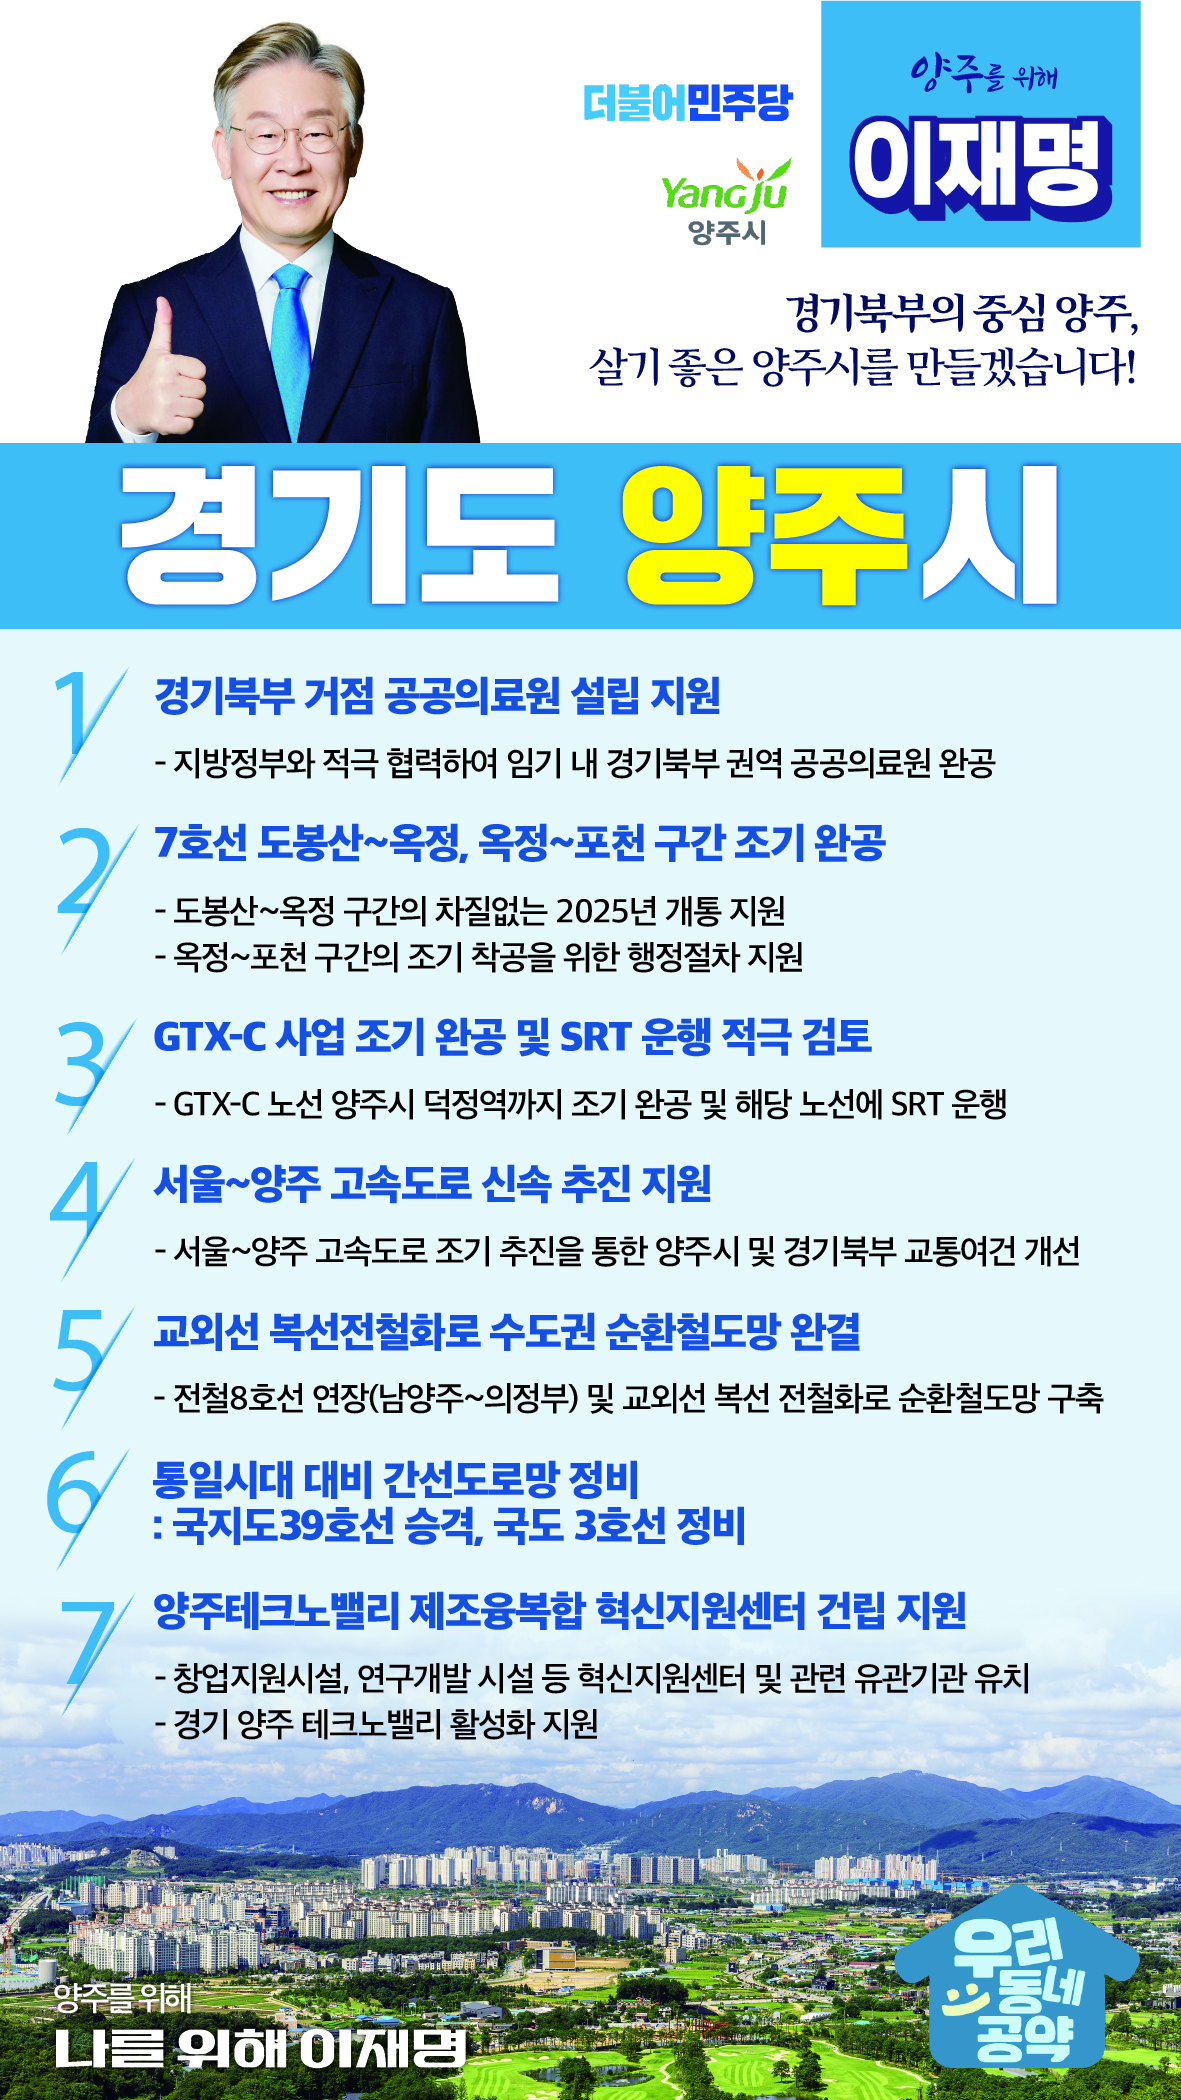 더불어민주당
Yangju
양주시
양주를 위해
이재명
경기북부의 중심 양주,
살기 좋은 양주시를 만들겠습니다!
경기도 양주시
1 경기북부 거점 공공의료원 설립 지원
- 지방정부와 적극 협력하여 임기 내 경기북부 권역 공공의료원 완공
2 7호선 도봉산~옥정, 옥정~포천 구간 조기 완공
- 도봉산~옥정 구간의 차질없는 2025년 개통 지원
- 옥정~포천 구간의 조기 착공을 위한 행정절차 지원
3 GTX-C 사업 조기 완공 및 SRT 운행 적극 검토
- GTX-C 노선 양주시 덕정역까지 조기 완공 및 해당 노선에 SRT 운행
4 서울~양주 고속도로 신속 추진 지원
- 서울~양주 고속도로 조기 추진을 통한 양주시 및 경기북부 교통여건 개선
5 교외선 복선전철화로 수도권 순환철도망 완결
- 전철8호선 연장(남양주~의정부) 및 교외선 복선 전철화로 순환철도망 구축
6 통일시대 대비 간선도로망 정비
: 국지도39호선 승격, 국도 3호선 정비
7 양주테크노밸리 제조융복합 혁신지원센터 건립 지원
- 창업지원시설, 연구개발 시설 등 혁신지원센터 및 관련 유관기관 유치
- 경기 양주 테크노밸리 활성화 지원
양주를 위해
나를 위해 이재명
우리
동네
공약